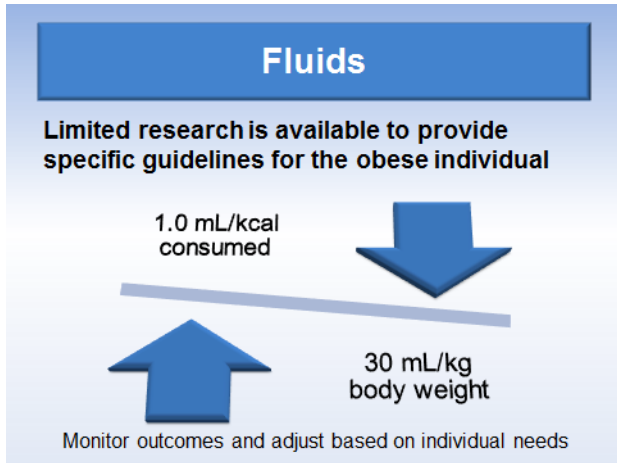 Fluids
Limited research is available to provide
specific guidelines for the obese individual
1.0 mL/kcal
consumed
30 mL/kg
body weight
Monitor outcomes and adjust based on individual needs